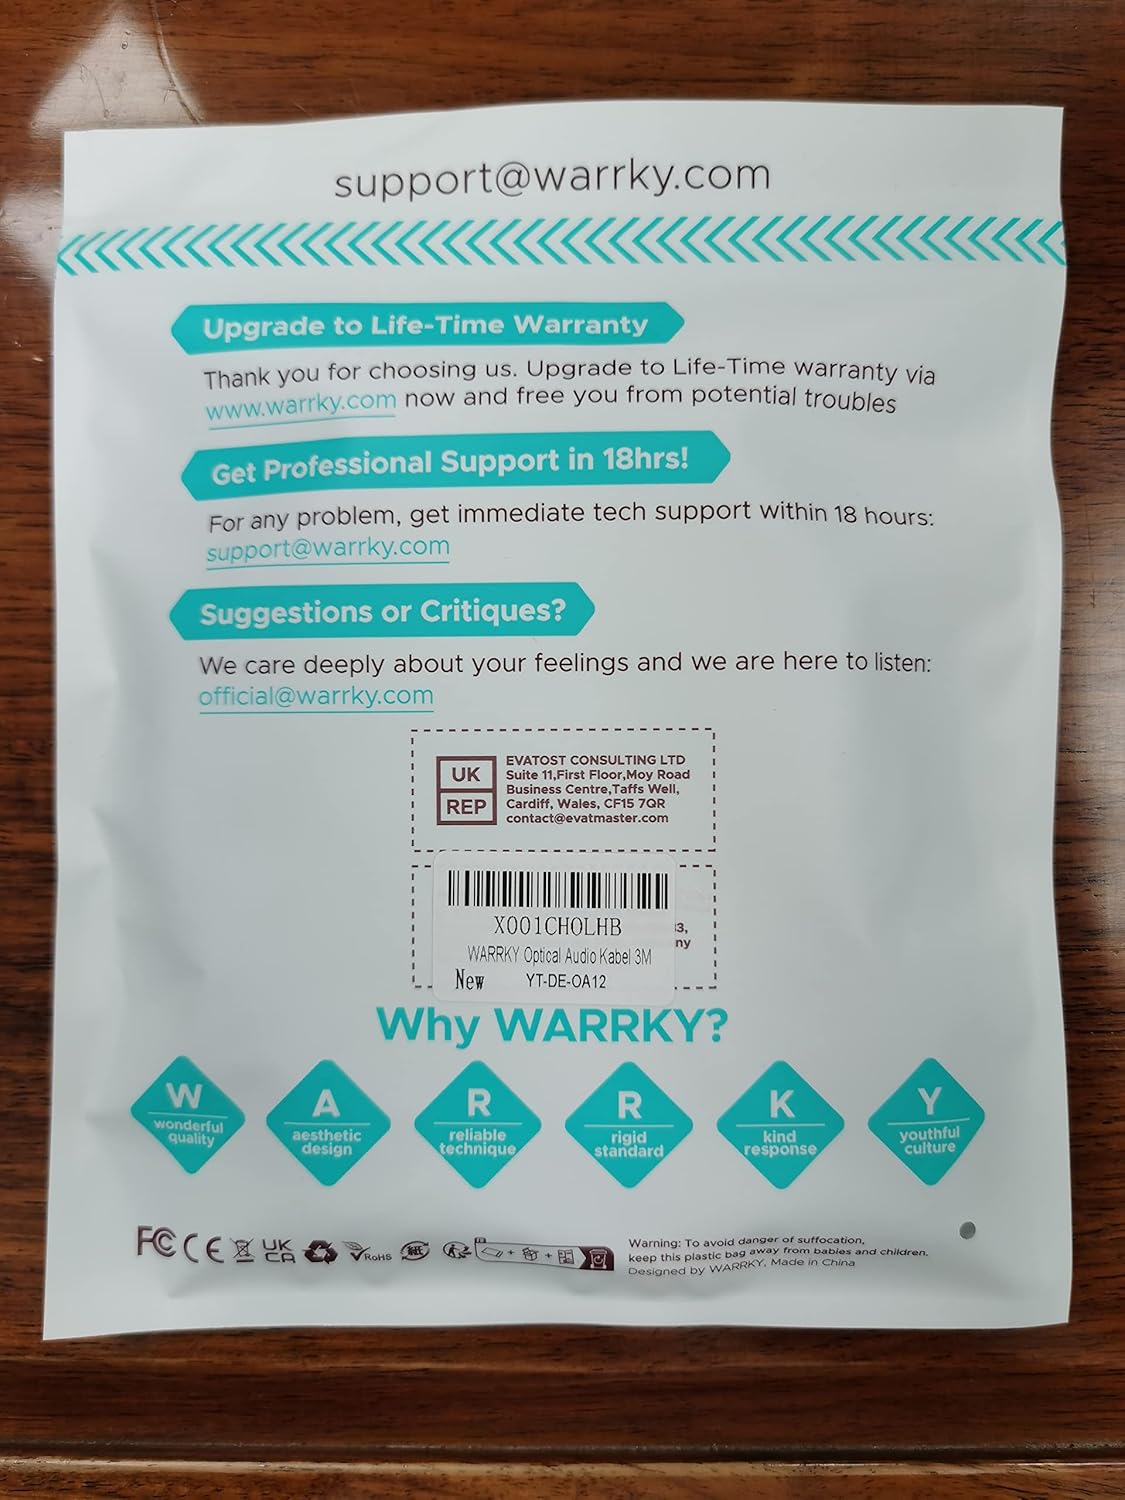 support@warrky.com
Upgrade to Life-Time Warranty
Thank you for choosing us. Upgrade to Life-Time warranty via
www.warrky.com now and free you from potential troubles
Get Professional Support in 18hrs!
For any problem, get immediate tech support within 18 hours:
support@warrky.com
Suggestions or Critiques?
We care deeply about your feelings and we are here to listen:
official@warrky.com
UK
REP
EVATOST CONSULTING LTD
Suite 11,First Floor,Moy Road
Business Centre,Taffs Well,
Cardiff, Wales, CF15 7QR
contact@evatmaster.com
X001CHOLHB
WARRKY Optical Audio Kabel 3M
New YT-DE-OA12
Why WARRKY?
W
wonderful
quality
A
aesthetic
design
R
reliable
technique
R
rigid
standard
K
kind
response
Y
youthful
culture
FC CE UK
CA
RoHS
Warning: To avoid danger of suffocation,
keep this plastic bag away from babies and children.
Designed by WARRKY, Made in China